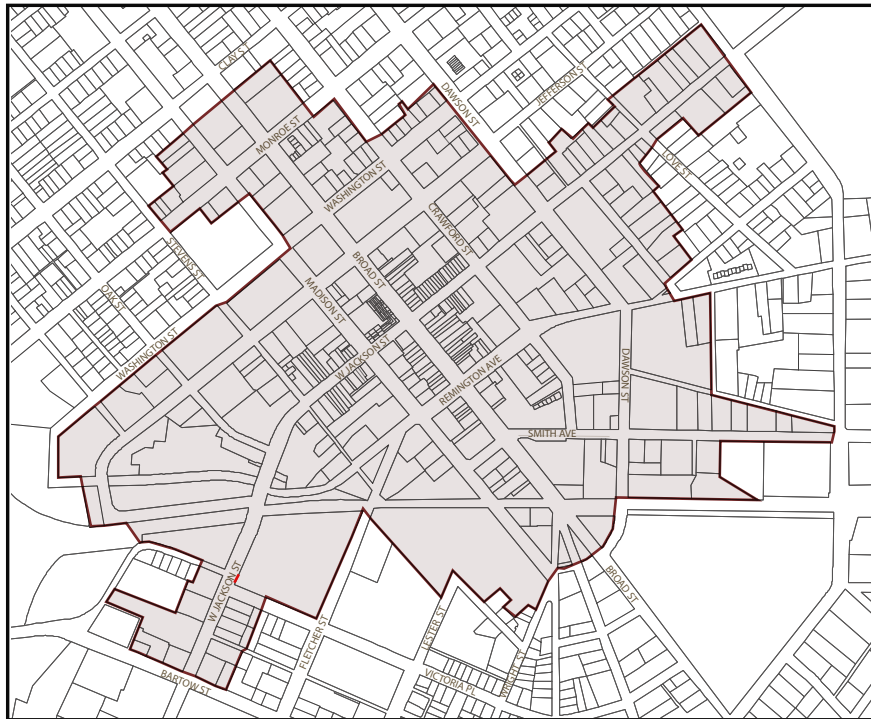 CLAY S
JEFFERSON ST
DAWSON ST
MONROE ST
LOVE ST
WASHINGTON ST
CRAWFORD ST
STEVENS ST
BROAD ST
OAK ST
MADISON ST
WASHINGTON ST
W JACKSON ST
REMINGTON AVE
DAWSON ST
SMITH AVE
W JACKSON ST
BROAD ST
FLETCHER ST
LESTER ST
WRIGHT ST
VICTORIA PL
BARTOW ST